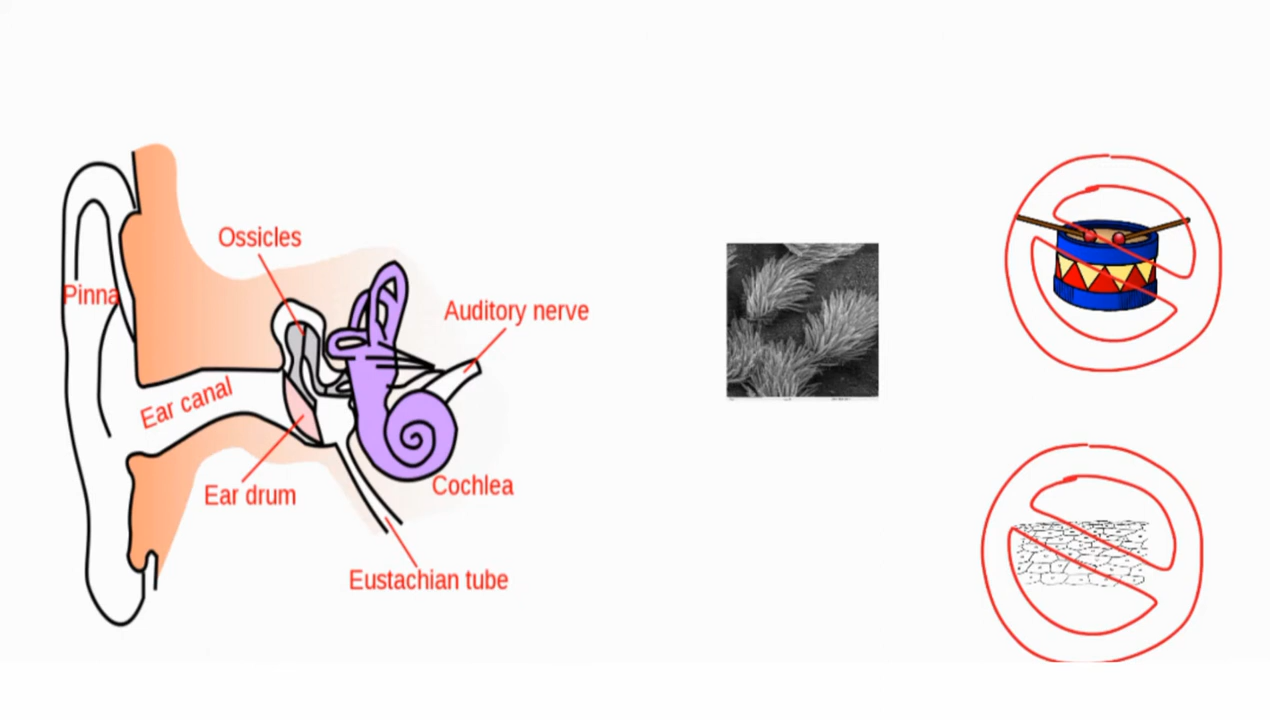 Ossicles
Pinna
Auditory nerve
Ear canal
Ear drum
Cochlea
Eustachian tube